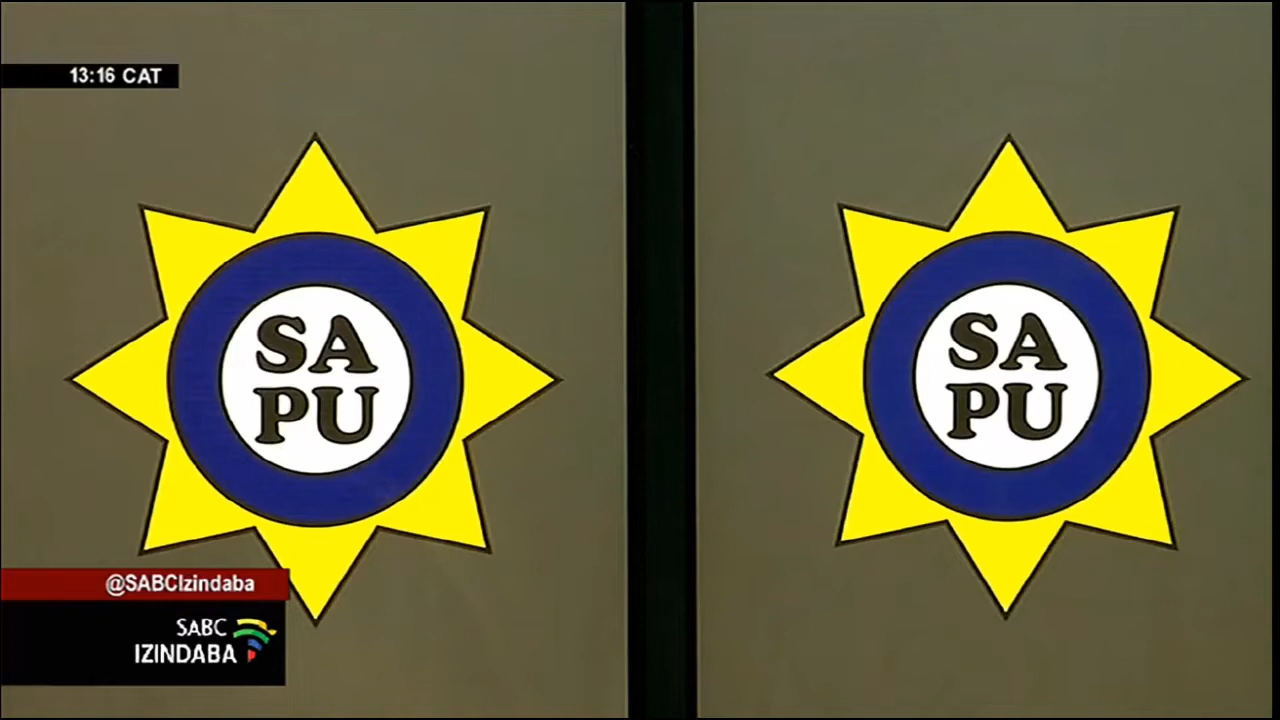 13:16 CAT
SA
PU
SA
PU
@SABCIzindaba
SABC
IZINDABA